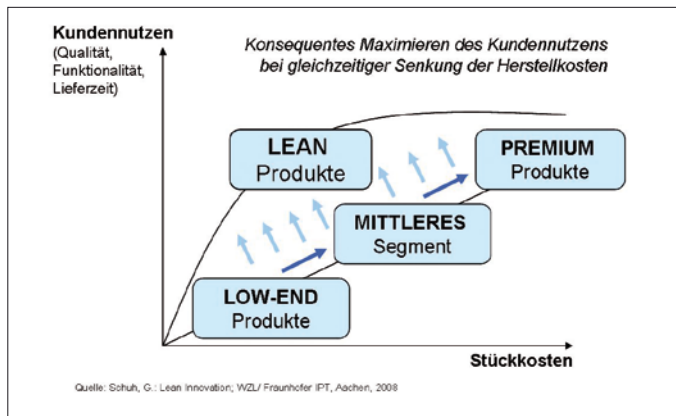 Kundennutzen
(Qualität,
Funktionalität,
Lieferzeit)
Konsequentes Maximieren des Kundennutzens
bei gleichzeitiger Senkung der Herstellkosten
LEAN
Produkte
PREMIUM
Produkte
MITTLERES
Segment
LOW-END
Produkte
Stückkosten
Quelle: Schuh, G.: Lean Innovation; WZL/ Fraunhofer IPT, Aachen, 2008